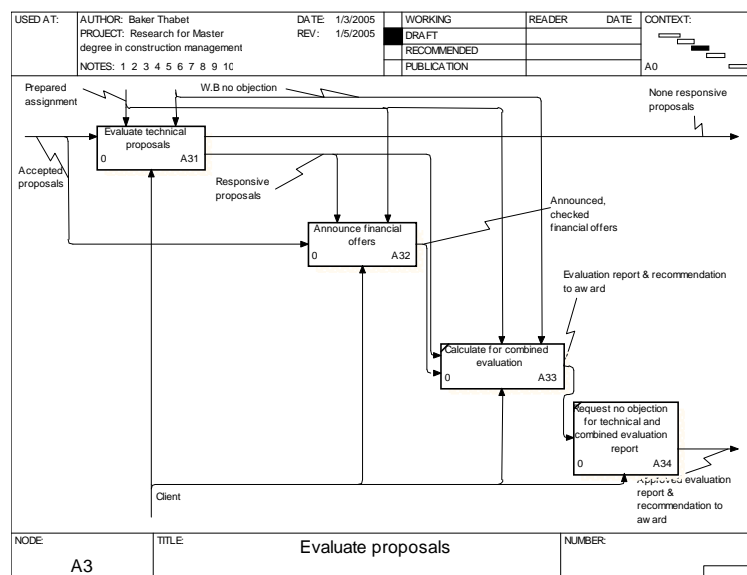 USED AT: AUTHOR: Baker Thabet DATE: 1/3/2005 WORKING READER DATE CONTEXT:
PROJECT: Research for Master REV: 1/5/2005 DRAFT
degree in construction management RECOMMENDED
NOTES: 1 2 3 4 5 6 7 8 9 10 PUBLICATION A0
Prepared
assignment
W.B no objection
None responsive
proposals
Evaluate technical
proposals
0 A31
Accepted
proposals
Responsive
proposals
Announced,
checked
financial offers
Announce financial
offers
0 A32
Evaluation report & recommendation
to award
Calculate for combined
evaluation
0 A33
Request no objection
for technical and
combined evaluation
report
0 A34
Approved evaluation
report &
recommendation to
award
Client
NODE: TITLE: Evaluate proposals NUMBER:
A3